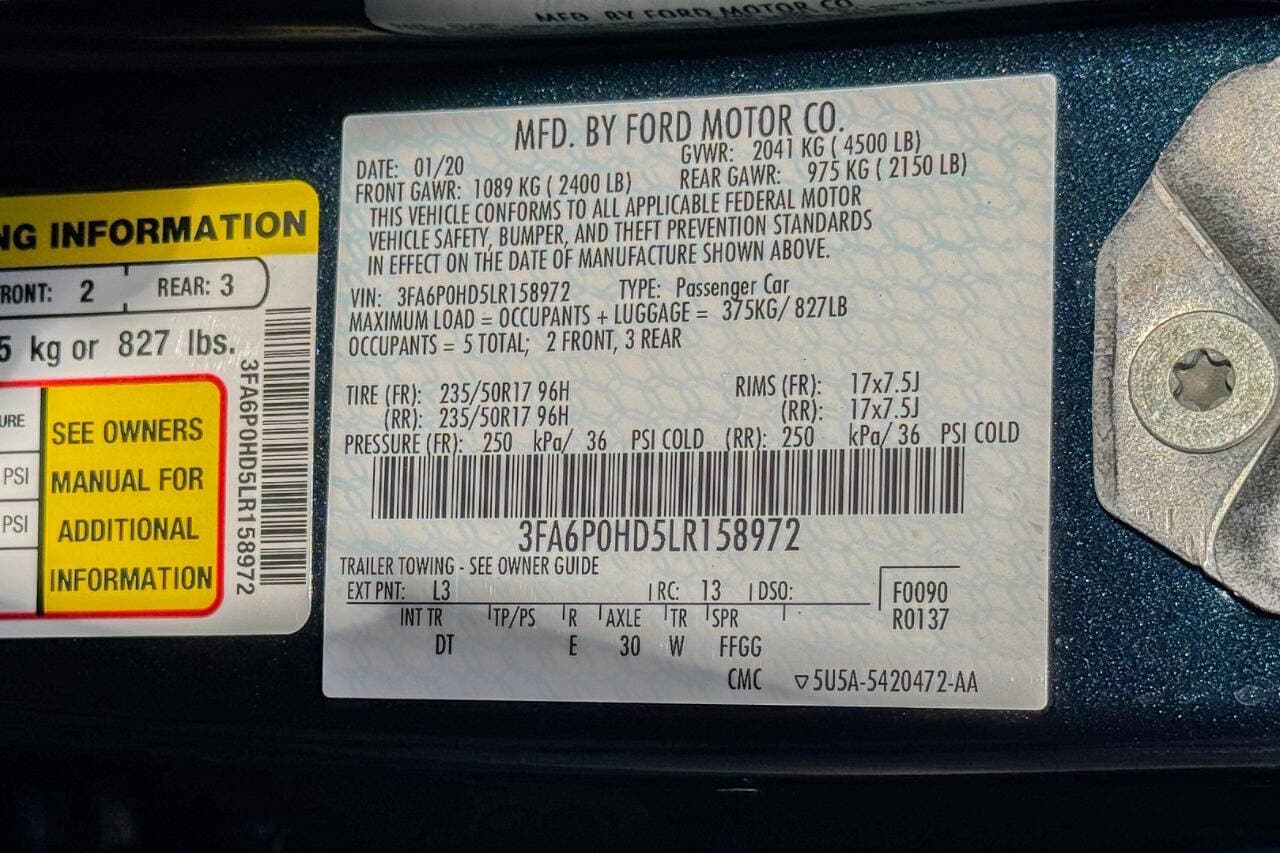 MFD. BY FORD MOTOR CO.
MFD. BY FORD MOTOR CO.
DATE: 01/20 GVWR: 2041 KG ( 4500 LB)
FRONT GAWR: 1089 KG ( 2400 LB) REAR GAWR: 975 KG ( 2150 LB)
THIS VEHICLE CONFORMS TO ALL APPLICABLE FEDERAL MOTOR
VEHICLE SAFETY, BUMPER, AND THEFT PREVENTION STANDARDS
IN EFFECT ON THE DATE OF MANUFACTURE SHOWN ABOVE.
VIN: 3FA6P0HD5LR158972 TYPE: Passenger Car
MAXIMUM LOAD = OCCUPANTS + LUGGAGE = 375KG/ 827LB
OCCUPANTS = 5 TOTAL; 2 FRONT, 3 REAR
TIRE (FR): 235/50R17 96H RIMS (FR): 17x7.5J
(RR): 235/50R17 96H (RR): 17x7.5J
PRESSURE (FR): 250 kPa/ 36 PSI COLD (RR): 250 kPa/ 36 PSI COLD
3FA6P0HD5LR158972
TRAILER TOWING - SEE OWNER GUIDE
EXT PNT: L3 RC: 13 DSO: F0090
INT TR TP/PS R AXLE TR SPR R0137
DT E 30 W FFGG
CMC ▽5U5A-5420472-AA
NG INFORMATION
RONT: 2 REAR: 3
5 kg or 827 lbs.
URE
PSI
PSI
SEE OWNERS
MANUAL FOR
ADDITIONAL
INFORMATION
3FA6P0HD5LR158972